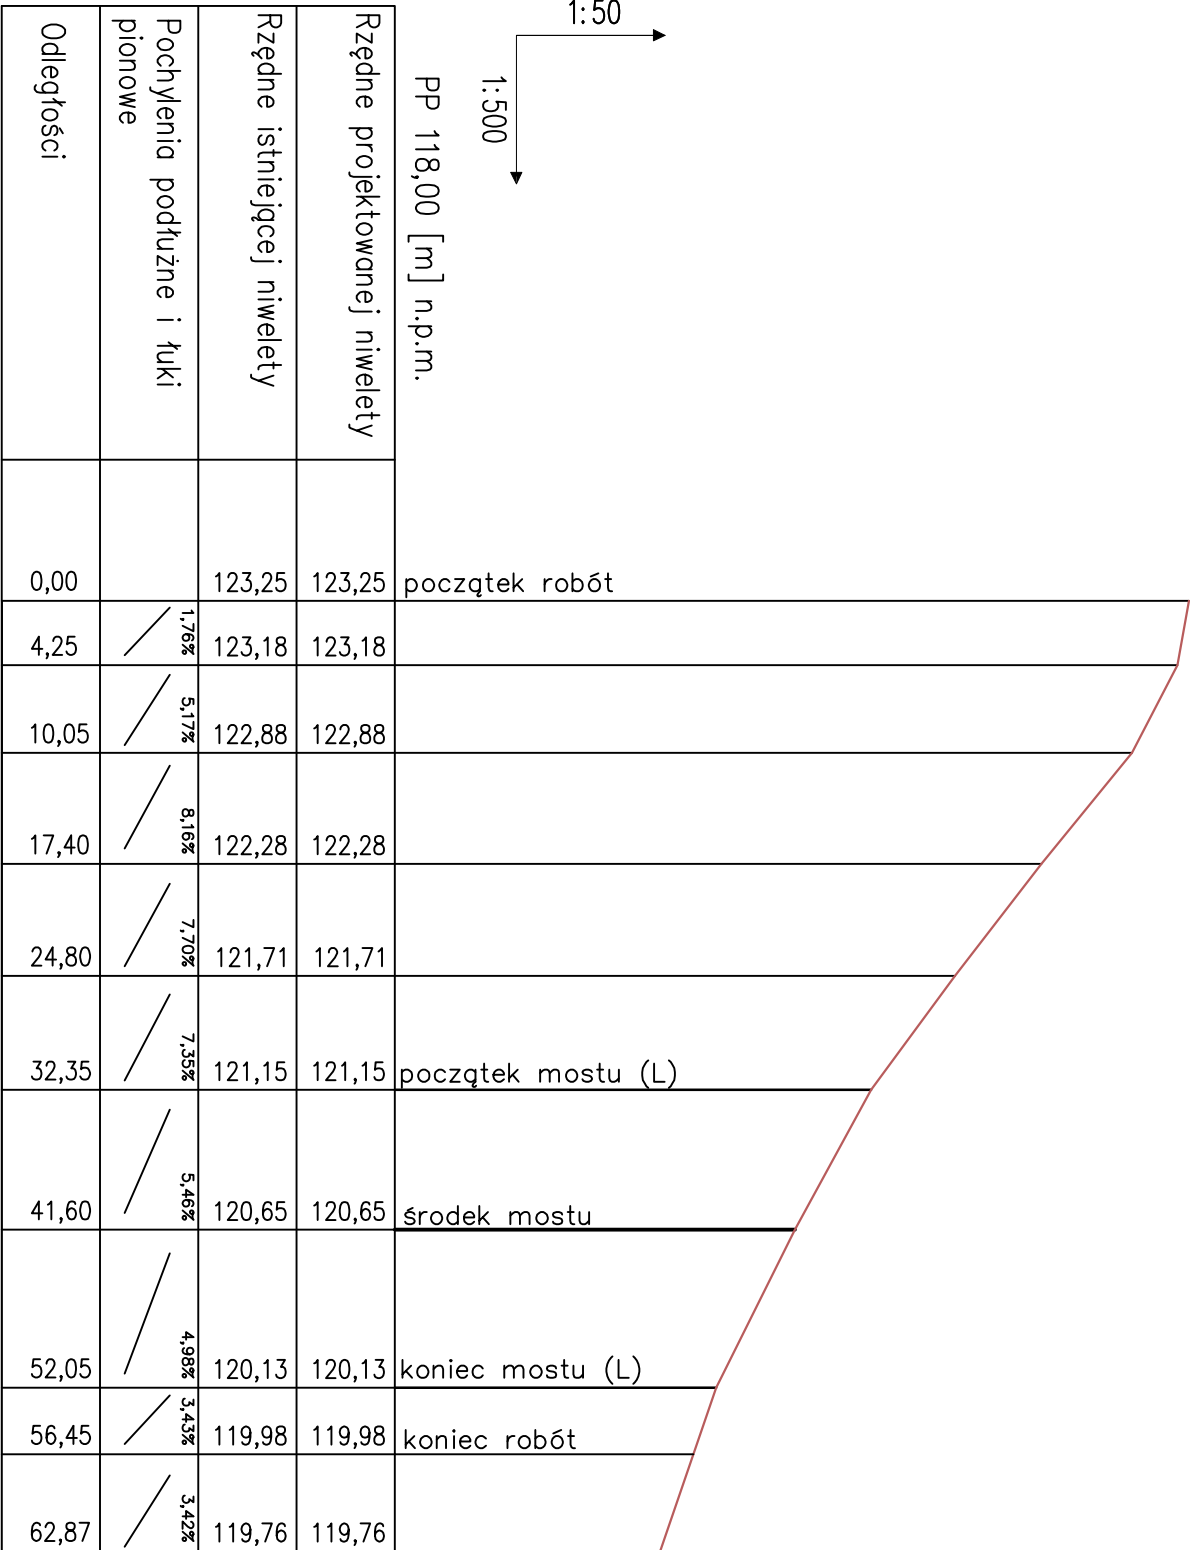 1:50
1:500
PP 118,00 [m] n.p.m.
Rzędne projektowanej niwelety
Rzędne istniejącej niwelety
Pochylenia podłużne i łuki
pionowe
Odległości
0,00 123,25 123,25 początek robót
1,76%
4,25 123,18 123,18
5,17%
10,05 122,88 122,88
8,16%
17,40 122,28 122,28
7,70%
24,80 121,71 121,71
7,35%
32,35 121,15 121,15 początek mostu (L)
5,46%
41,60 120,65 120,65 środek mostu
4,98%
52,05 120,13 120,13 koniec mostu (L)
3,43%
56,45 119,98 119,98 koniec robót
3,42%
62,87 119,76 119,76